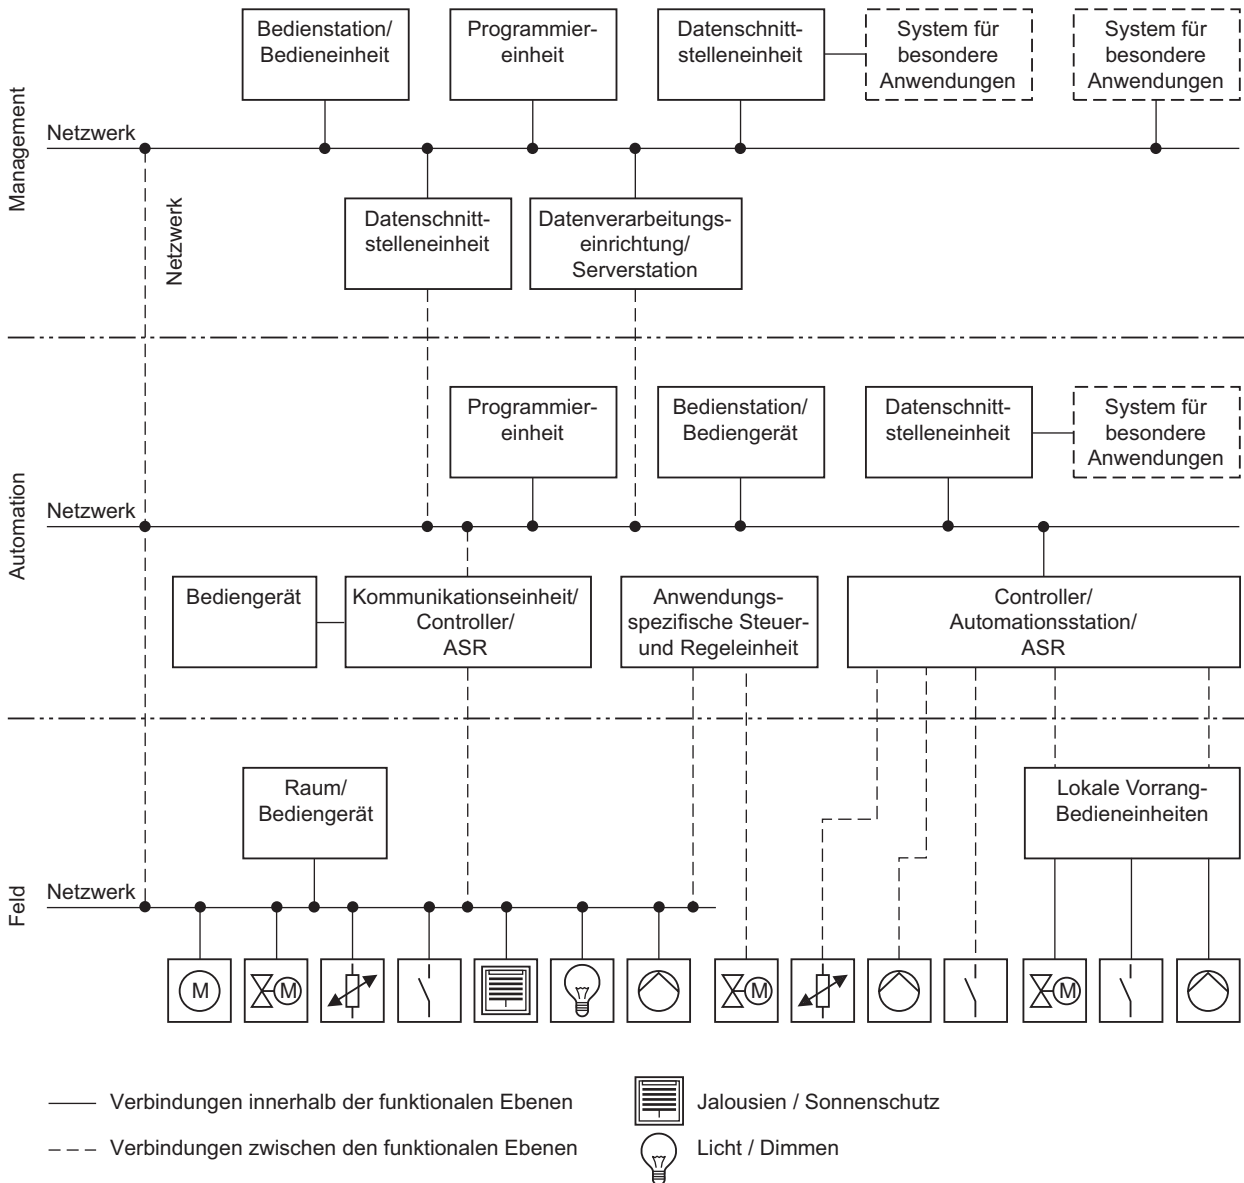 Bedienstation/
Bedieneinheit
Programmier-
einheit
Datenschnitt-
stelleneinheit
System für
besondere
Anwendungen
System für
besondere
Anwendungen
Management
Netzwerk
Netzwerk
Datenschnitt-
stelleneinheit
Datenverarbeitungs-
einrichtung/
Serverstation
Programmier-
einheit
Bedienstation/
Bediengerät
Datenschnitt-
stelleneinheit
System für
besondere
Anwendungen
Automation
Netzwerk
Bediengerät
Kommunikationseinheit/
Controller/
ASR
Anwendungs-
spezifische Steuer-
und Regeleinheit
Controller/
Automationsstation/
ASR
Raum/
Bediengerät
Lokale Vorrang-
Bedieneinheiten
Feld
Netzwerk
M
M
M
M
Verbindungen innerhalb der funktionalen Ebenen
Jalousien / Sonnenschutz
Verbindungen zwischen den funktionalen Ebenen
Licht / Dimmen